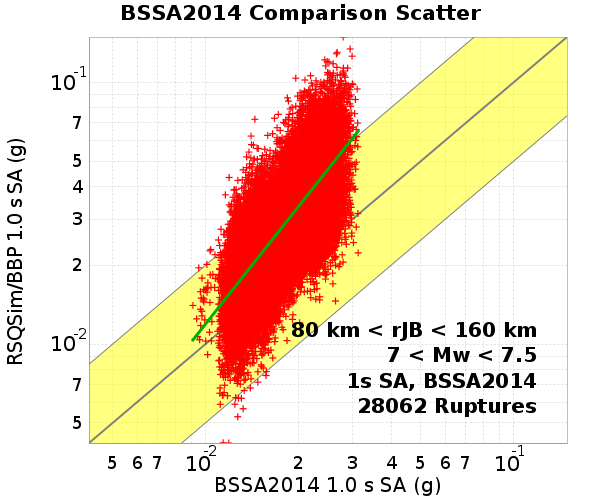 BSSA2014 Comparison Scatter
RSQSim/BBP 1.0 s SA (g)
10-1
7
5
4
3
2
10-2
7
5
80 km < rJB < 160 km
7 < Mw < 7.5
1s SA, BSSA2014
28062 Ruptures
5 6 7 10-2 2 3 4 5 6 7 10-1
BSSA2014 1.0 s SA (g)